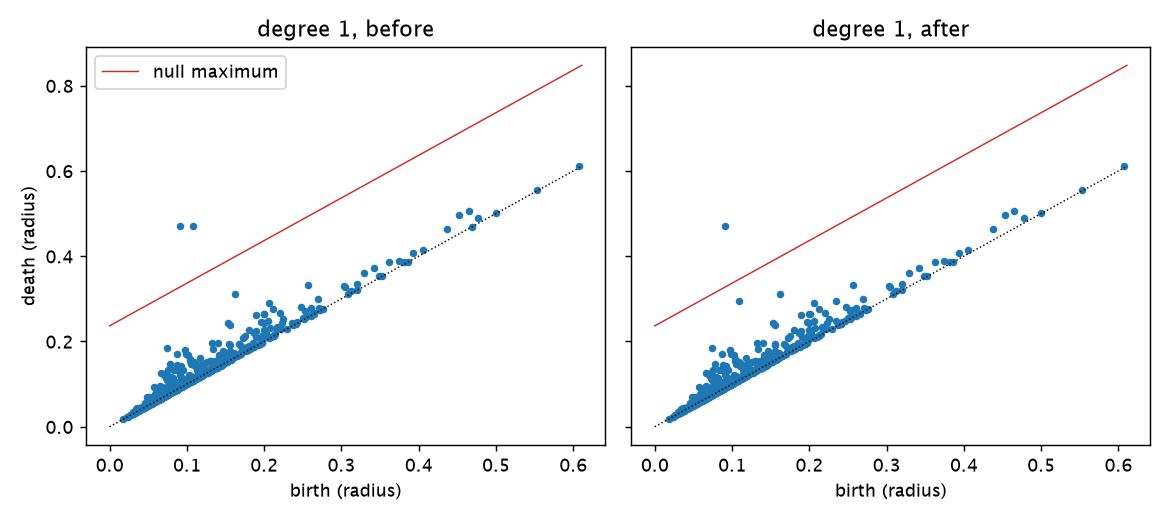 degree 1, before
degree 1, after
null maximum
death (radius)
0.8
0.6
0.4
0.2
0.0
0.0 0.1 0.2 0.3 0.4 0.5 0.6
0.0 0.1 0.2 0.3 0.4 0.5 0.6
birth (radius)
birth (radius)